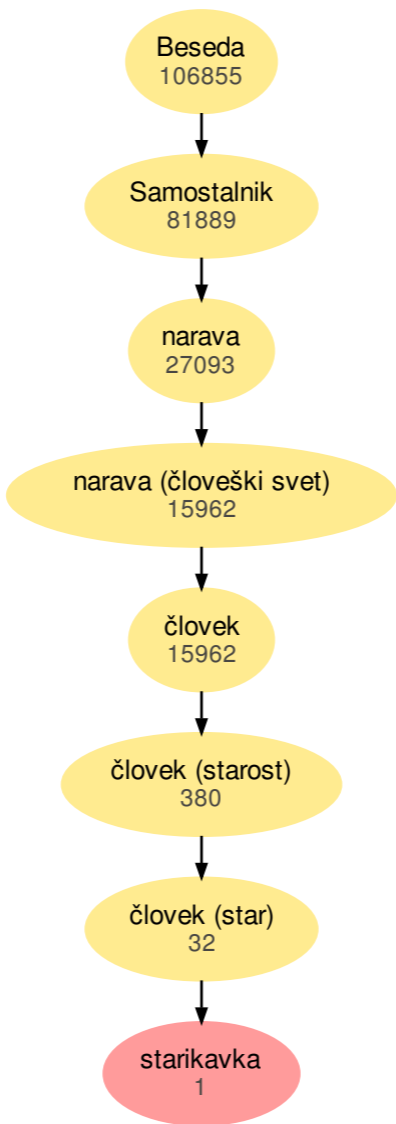 Beseda
106855
Samostalnik
81889
narava
27093
narava (človeški svet)
15962
človek
15962
človek (starost)
380
človek (star)
32
starikavka
1